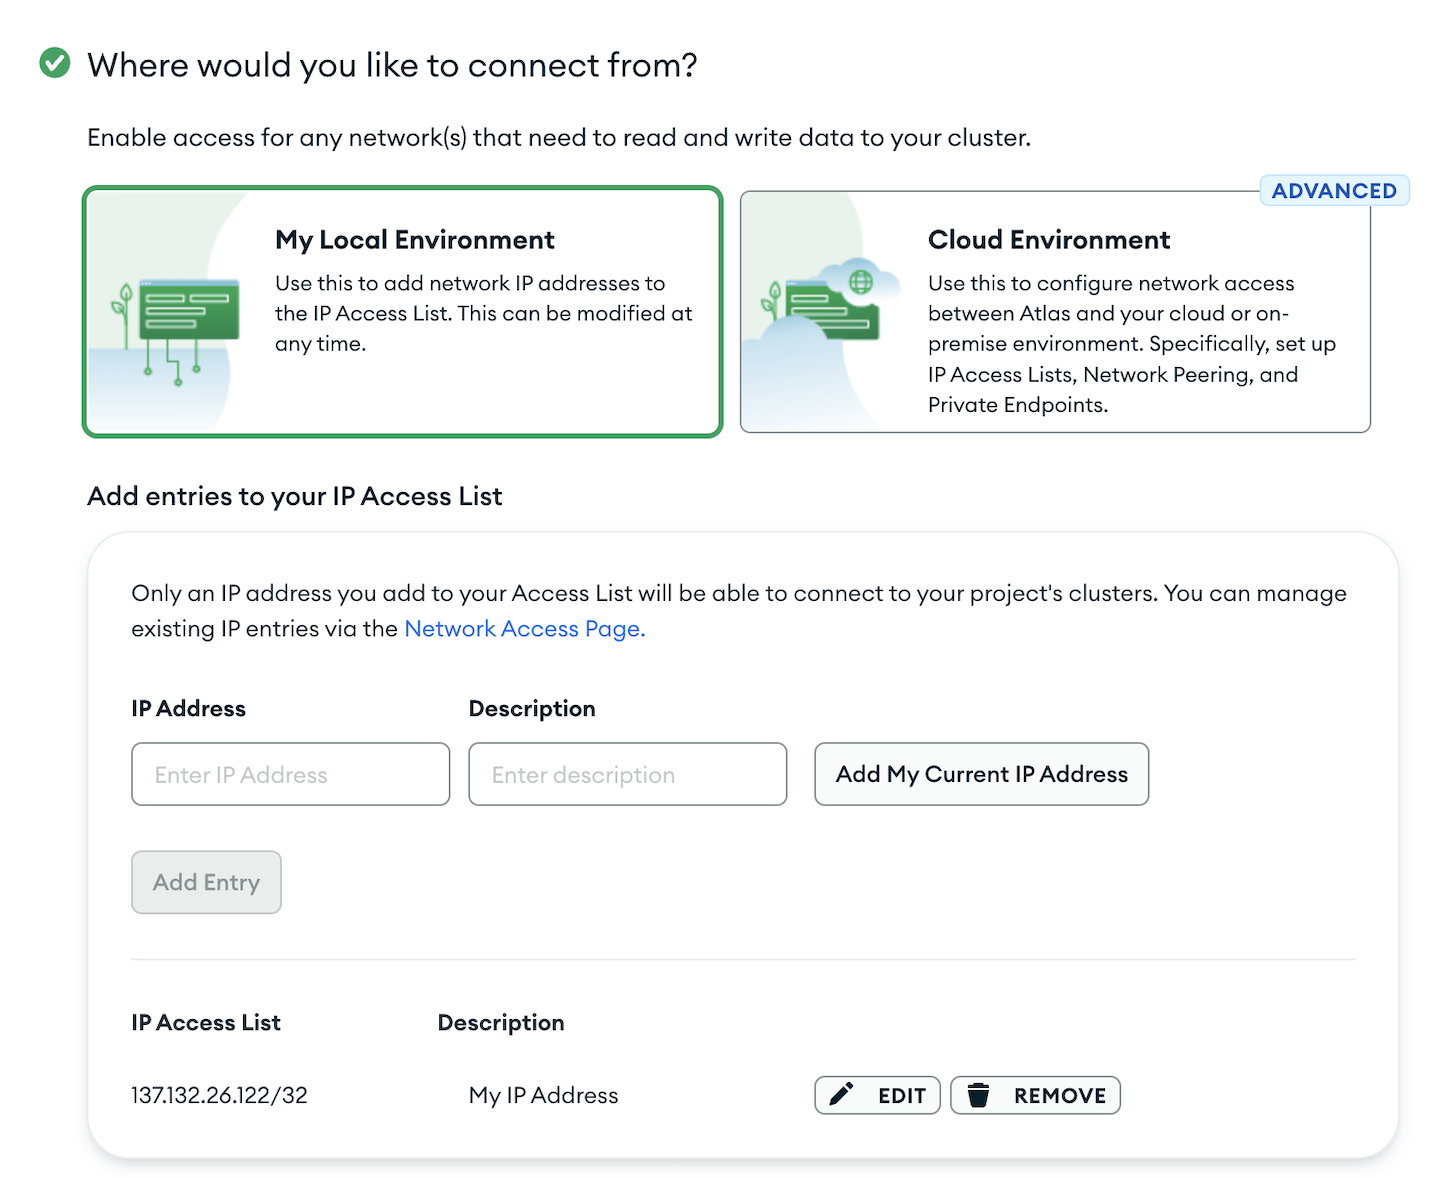 Where would you like to connect from?
Enable access for any network(s) that need to read and write data to your cluster.
ADVANCED
My Local Environment
Use this to add network IP addresses to
the IP Access List. This can be modified at
any time.
Cloud Environment
Use this to configure network access
between Atlas and your cloud or on-
premise environment. Specifically, set up
IP Access Lists, Network Peering, and
Private Endpoints.
Add entries to your IP Access List
Only an IP address you add to your Access List will be able to connect to your project's clusters. You can manage
existing IP entries via the Network Access Page.
IP Address
Description
Enter IP Address
Enter description
Add My Current IP Address
Add Entry
IP Access List
Description
137.132.26.122/32
My IP Address
EDIT
REMOVE